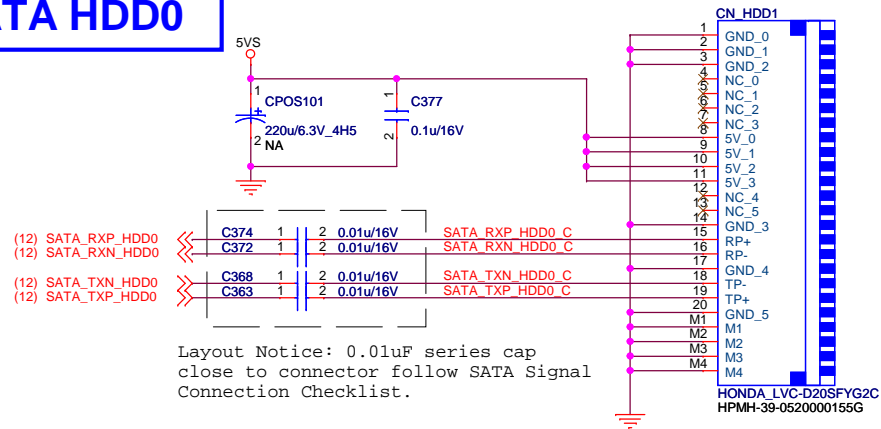 ATA HDD0
CN_HDD1
5VS
1 GND_0
2 GND_1
3 GND_2
4 NC_0
5 NC_1
6 NC_2
7 NC_3
8 5V_0
9 5V_1
10 5V_2
11 5V_3
12 NC_4
13 NC_5
14 GND_3
15 RP+
16 RP-
17 GND_4
18 TP-
19 TP+
20 GND_5
M1 M1
M2 M2
M3 M3
M4 M4
1 CPOS101
+
220u/6.3V_4H5
2 NA
1 C377
2 0.1u/16V
(12) SATA_RXP_HDD0 C374 1 2 0.01u/16V SATA_RXP_HDD0_C
(12) SATA_RXN_HDD0 C372 1 2 0.01u/16V SATA_RXN_HDD0_C
(12) SATA_TXN_HDD0 C368 1 2 0.01u/16V SATA_TXN_HDD0_C
(12) SATA_TXP_HDD0 C363 1 2 0.01u/16V SATA_TXP_HDD0_C
Layout Notice: 0.01uF series cap
close to connector follow SATA Signal
Connection Checklist.
HONDA_LVC-D20SFYG2C
HPMH-39-0520000155G